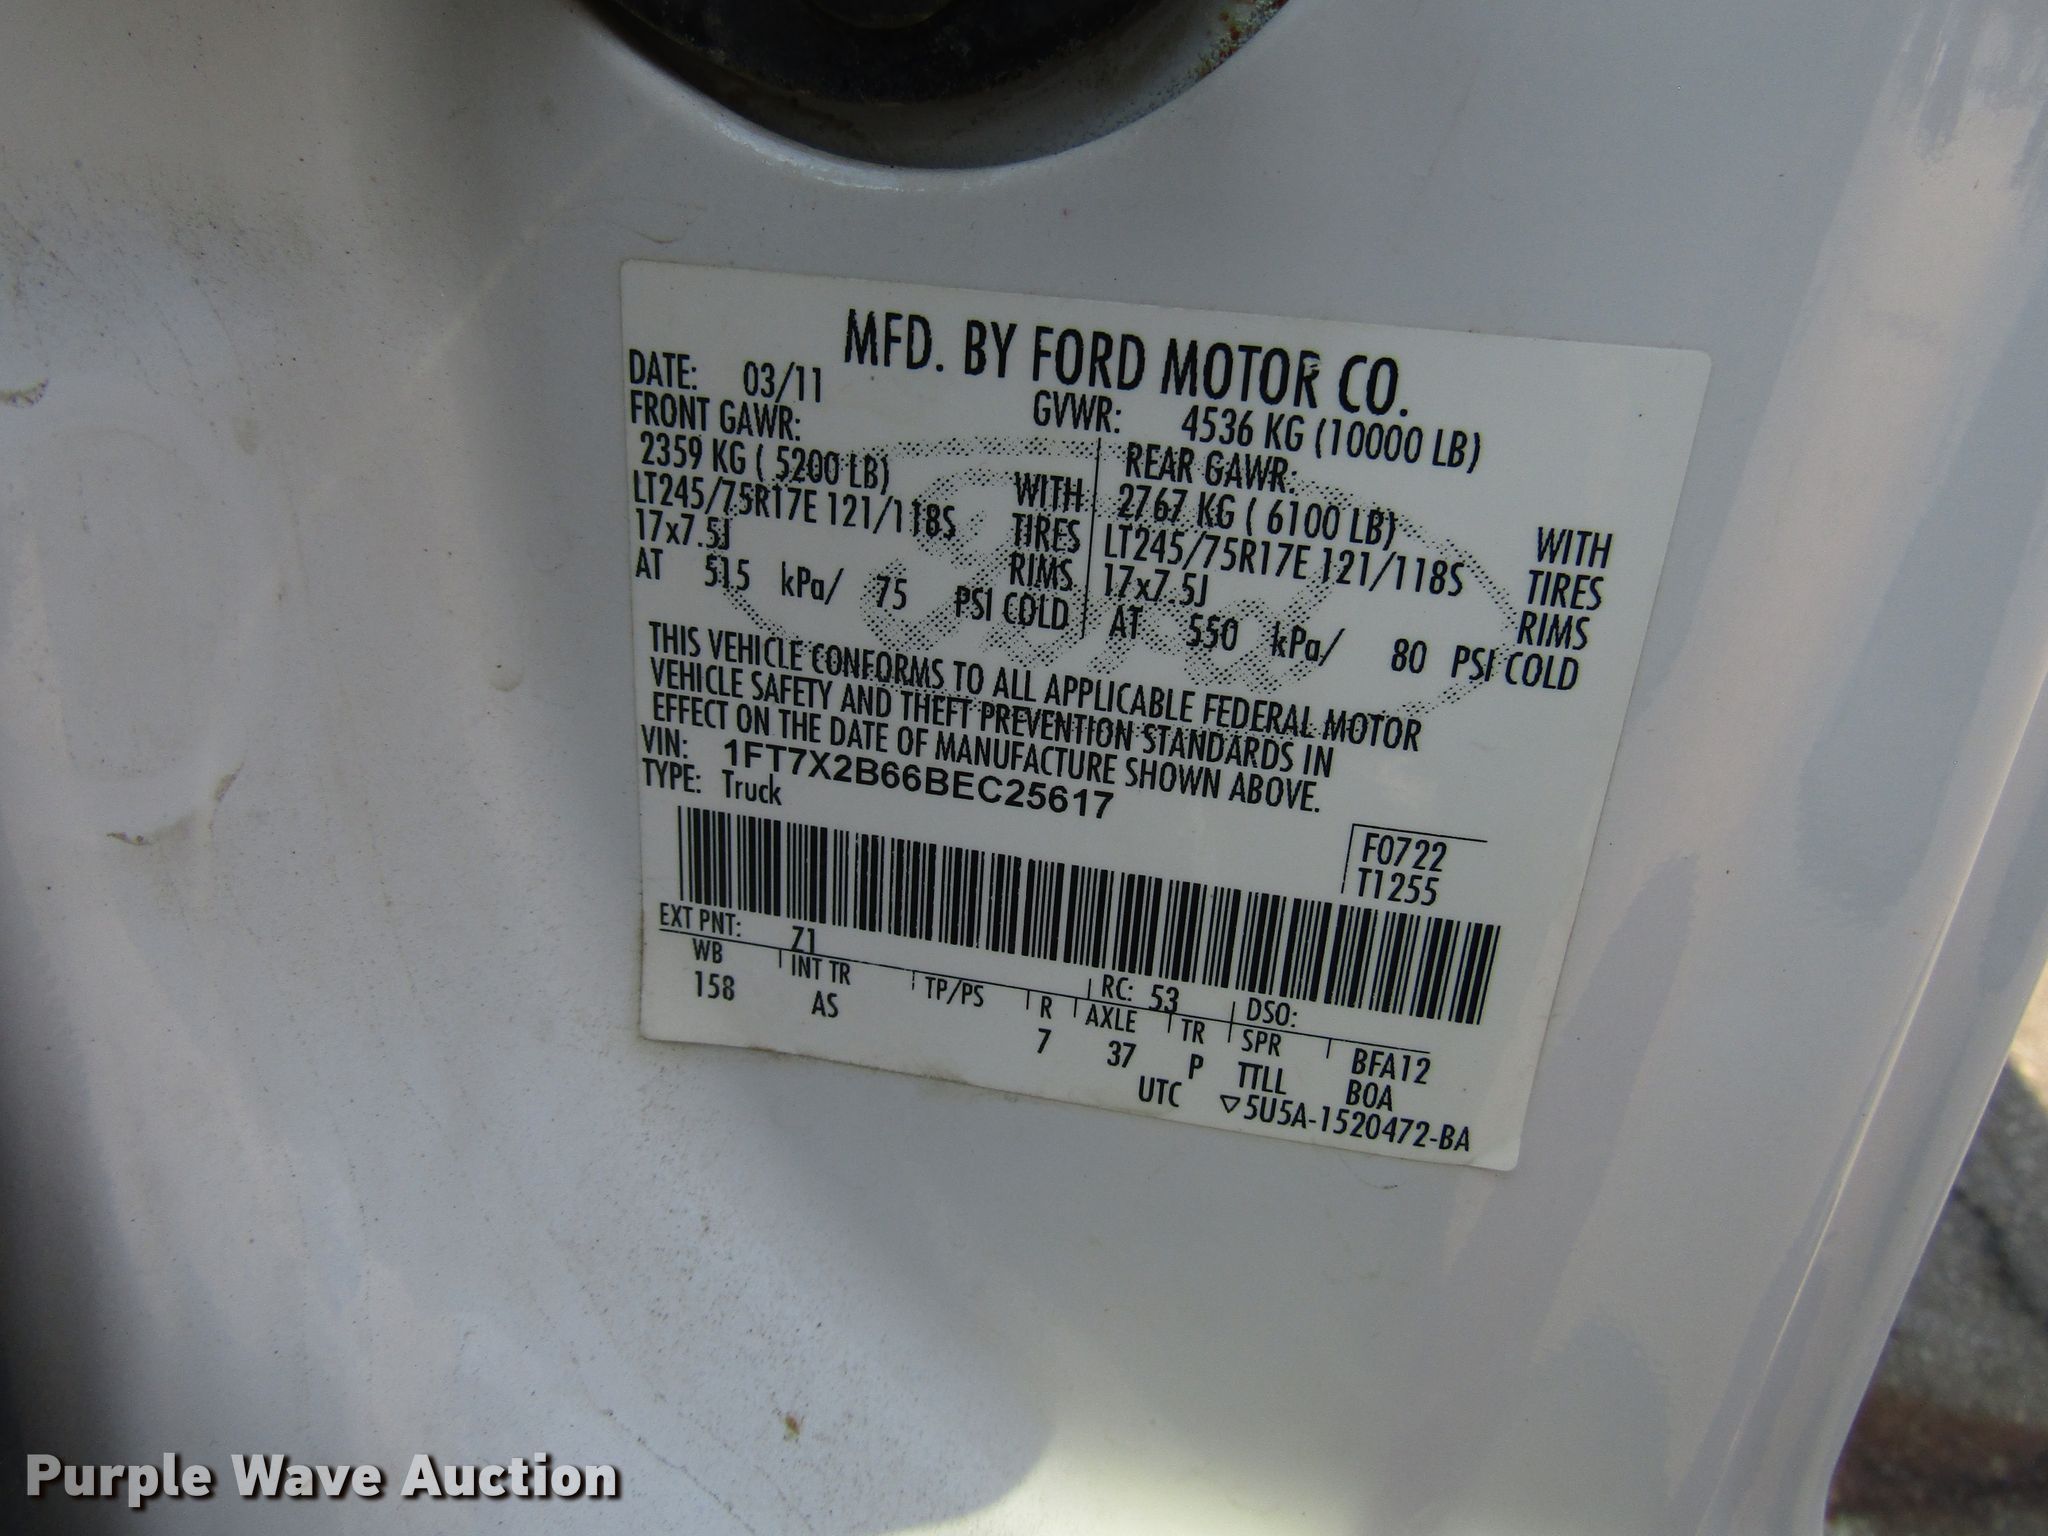 MFD. BY FORD MOTOR CO.
DATE: 03/11 GVWR: 4536 KG (10000 LB)
FRONT GAWR: REAR GAWR:
2359 KG ( 5200 LB) WITH 2767 KG ( 6100 LB) WITH
LT245/75R17E 121/118S TIRES LT245/75R17E 121/118S TIRES
17x7.5J RIMS 17x7.5J RIMS
AT 515 kPa/ 75 PSI COLD AT 550 kPa/ 80 PSI COLD
THIS VEHICLE CONFORMS TO ALL APPLICABLE FEDERAL MOTOR
VEHICLE SAFETY AND THEFT PREVENTION STANDARDS IN
EFFECT ON THE DATE OF MANUFACTURE SHOWN ABOVE.
VIN: 1FT7X2B66BEC25617
TYPE: Truck
F0722
T1255
EXT PNT: Z1 RC: 53 DSO:
WB INT TR TP/PS R AXLE TR SPR BFA12
158 AS 7 37 P TTLL BOA
UTC ▽5U5A-1520472-BA
Purple Wave Auction